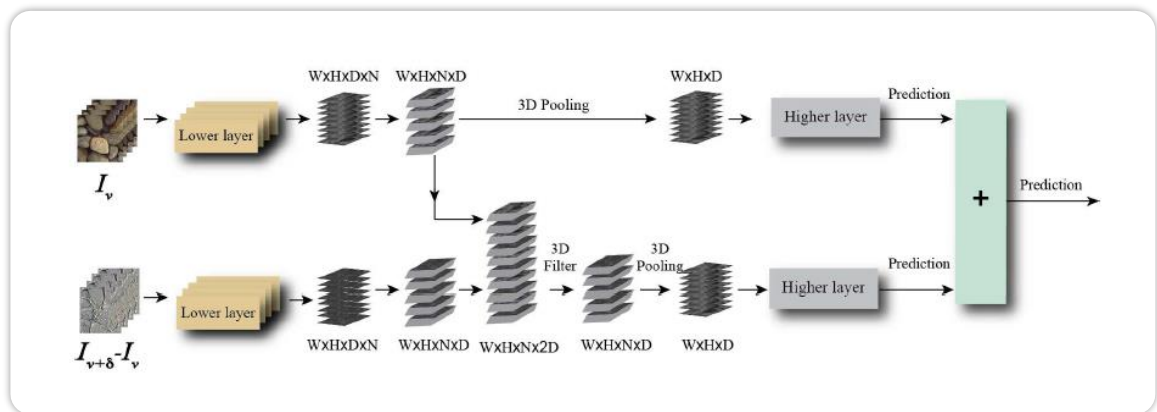 WxHxDxN
WxHxNxD
WxHxD
Prediction
3D Pooling
Lower layer
Higher layer
I_v
Prediction
+
3D
Filter
3D
Pooling
Prediction
Lower layer
Higher layer
I_{v+δ}-I_v
WxHxDxN
WxHxNxD
WxHxNx2D
WxHxNxD
WxHxD